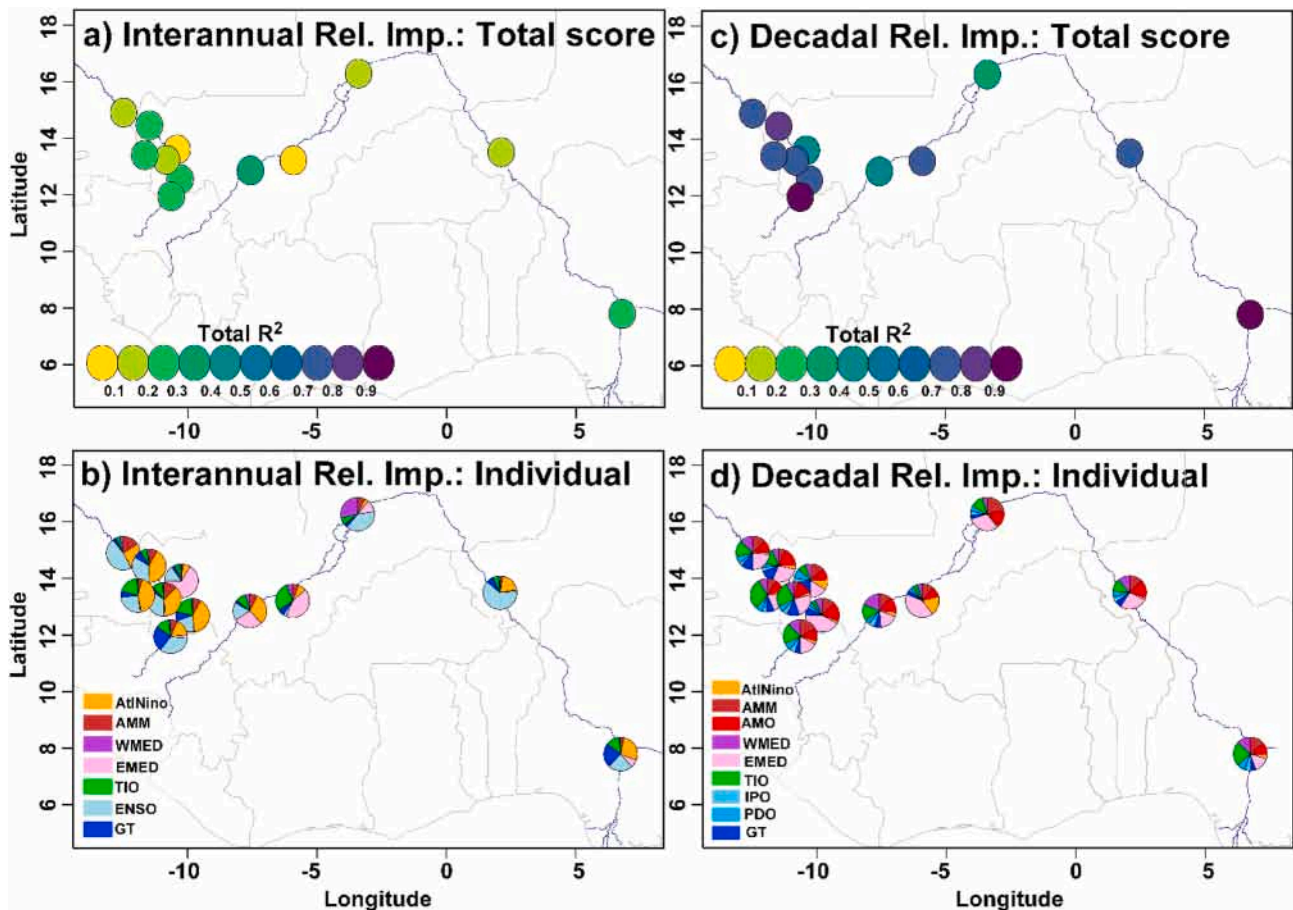 a) Interannual Rel. Imp.: Total score
18
16
14
12
10
8
6
Latitude
Total R²
0.1 0.2 0.3 0.4 0.5 0.6 0.7 0.8 0.9
-10 -5 0 5
c) Decadal Rel. Imp.: Total score
18
16
14
12
10
8
6
Total R²
0.1 0.2 0.3 0.4 0.5 0.6 0.7 0.8 0.9
-10 -5 0 5
b) Interannual Rel. Imp.: Individual
18
16
14
12
10
8
6
Latitude
AtlNino
AMM
WMED
EMED
TIO
ENSO
GT
-10 -5 0 5
Longitude
d) Decadal Rel. Imp.: Individual
18
16
14
12
10
8
6
AtlNino
AMM
AMO
WMED
EMED
TIO
IPO
PDO
GT
-10 -5 0 5
Longitude